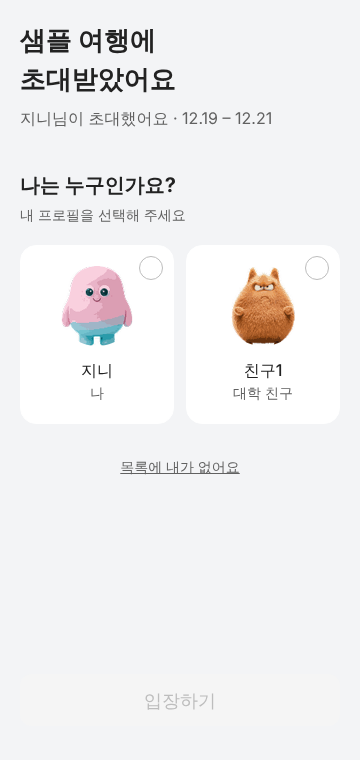 샘플 여행에
초대받았어요
지니님이 초대했어요 · 12.19 – 12.21
나는 누구인가요?
내 프로필을 선택해 주세요
지니
나
친구1
대학 친구
목록에 내가 없어요
입장하기